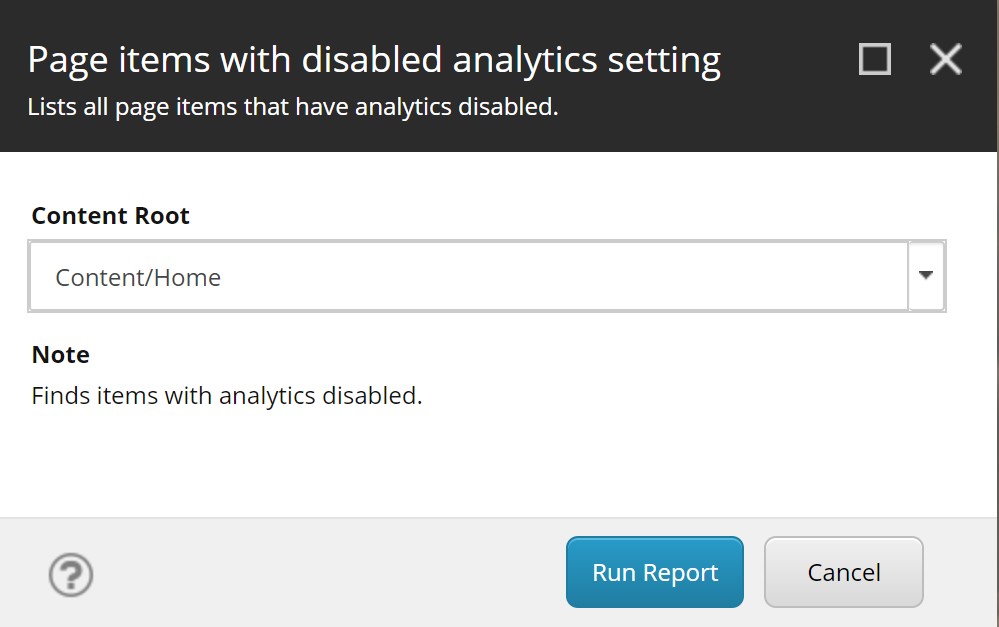 Page items with disabled analytics setting
Lists all page items that have analytics disabled.
Content Root
Content/Home
Note
Finds items with analytics disabled.
?
Run Report
Cancel